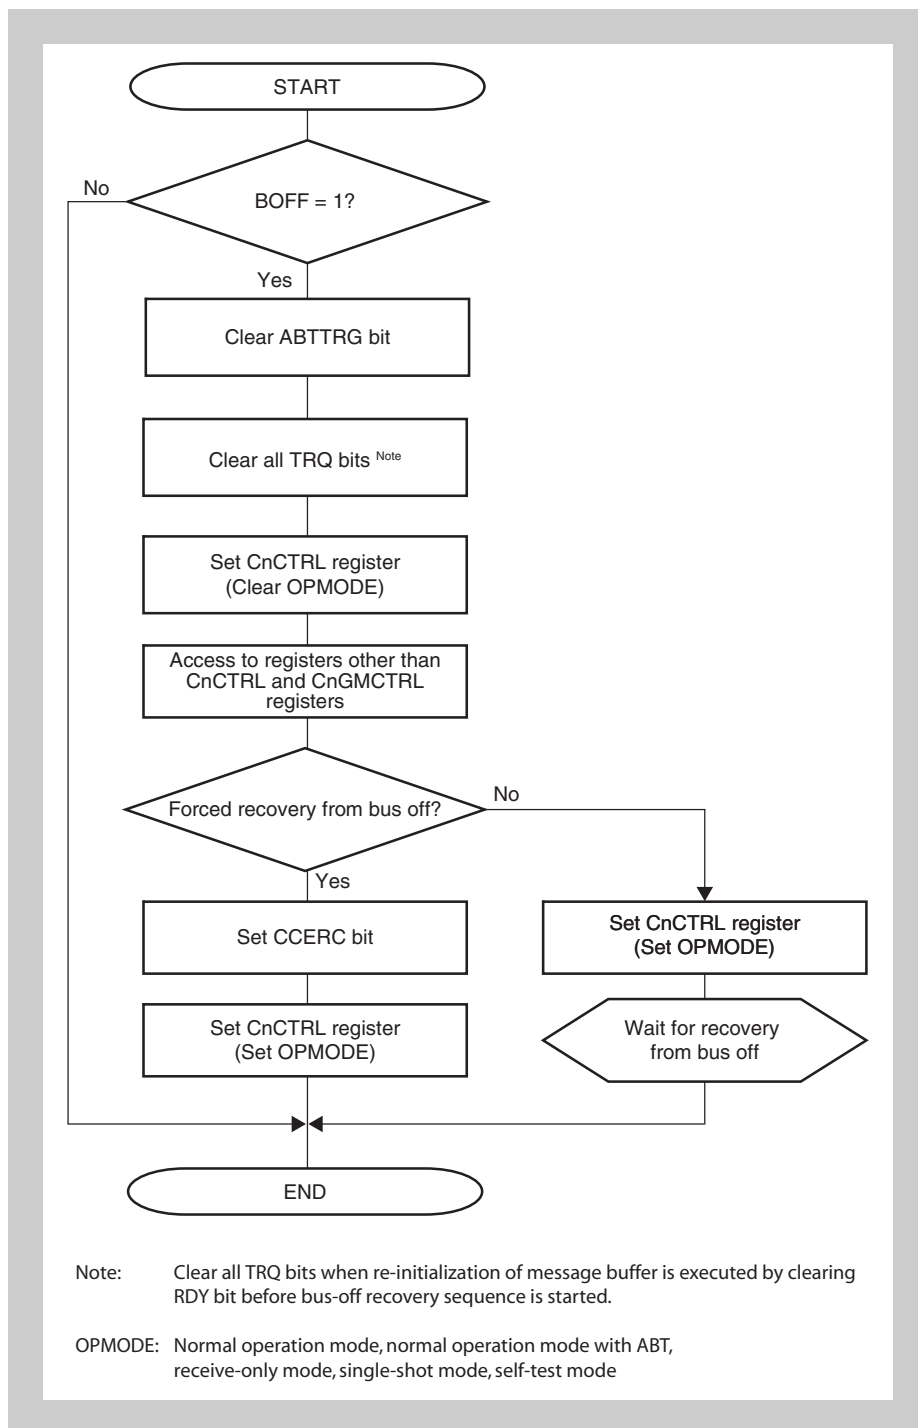 START
No
BOFF = 1?
Yes
Clear ABTTRG bit
Clear all TRQ bits Note
Set CnCTRL register
(Clear OPMODE)
Access to registers other than
CnCTRL and CnGMCTRL
registers
Forced recovery from bus off?
No
Yes
Set CCERC bit
Set CnCTRL register
(Set OPMODE)
Set CnCTRL register
(Set OPMODE)
Wait for recovery
from bus off
END
Note: Clear all TRQ bits when re-initialization of message buffer is executed by clearing
RDY bit before bus-off recovery sequence is started.
OPMODE: Normal operation mode, normal operation mode with ABT,
receive-only mode, single-shot mode, self-test mode